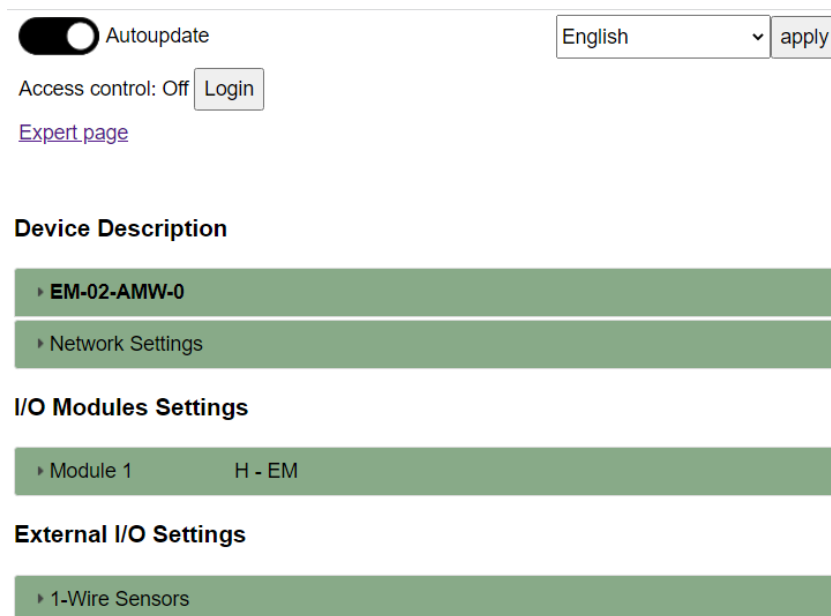 Autoupdate English apply
Access control: Off Login
Expert page
Device Description
EM-02-AMW-0
Network Settings
I/O Modules Settings
Module 1 H - EM
External I/O Settings
1-Wire Sensors